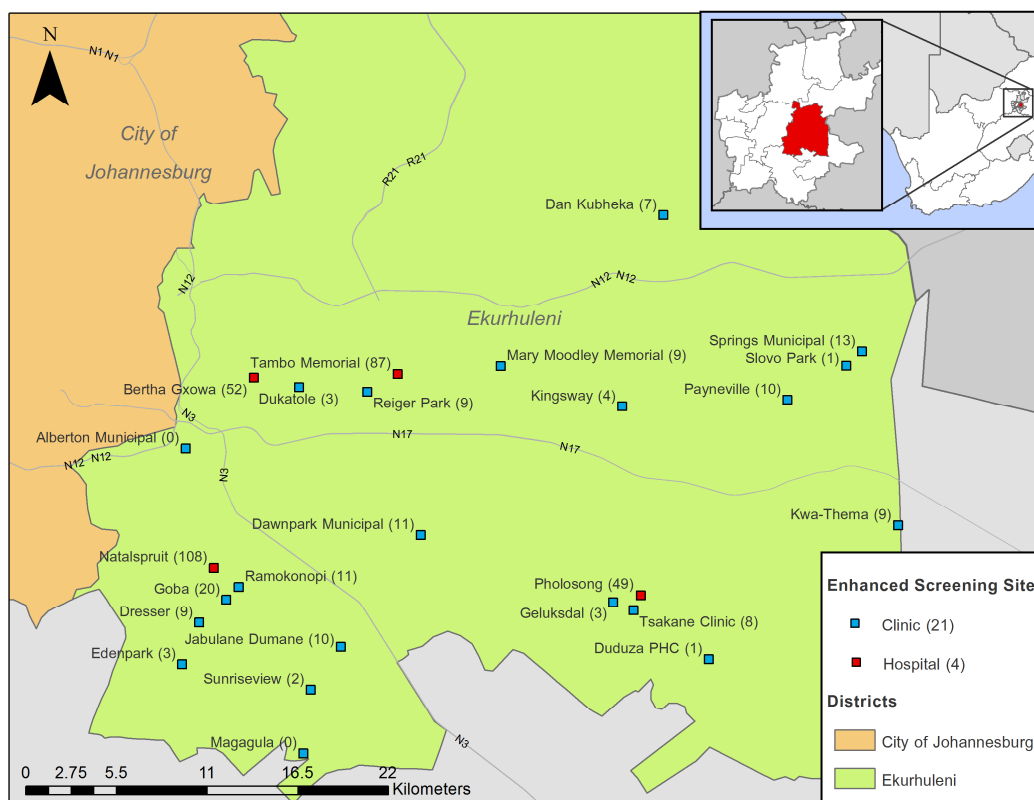 N
N1 N1
City of
Johannesburg
R21 R21
Dan Kubheka (7)
N12
N12 N12
Ekurhuleni
Springs Municipal (13)
Slovo Park (1)
Mary Moodley Memorial (9)
Tambo Memorial (87)
Bertha Gxowa (52)
Dukatole (3)
Reiger Park (9)
Kingsway (4)
Payneville (10)
N3
Alberton Municipal (0)
N17
N17
N12 N12
N3
Kwa-Thema (9)
Dawnpark Municipal (11)
Natalspruit (108)
Ramokonopi (11)
Goba (20)
Dresser (9)
Pholosong (49)
Geluksdal (3)
Tsakane Clinic (8)
Jabulane Dumane (10)
Edenpark (3)
Duduza PHC (1)
Sunriseview (2)
Magagula (0)
N3
Enhanced Screening Site
Clinic (21)
Hospital (4)
Districts
City of Johannesburg
Ekurhuleni
0 2.75 5.5 11 16.5 22
Kilometers